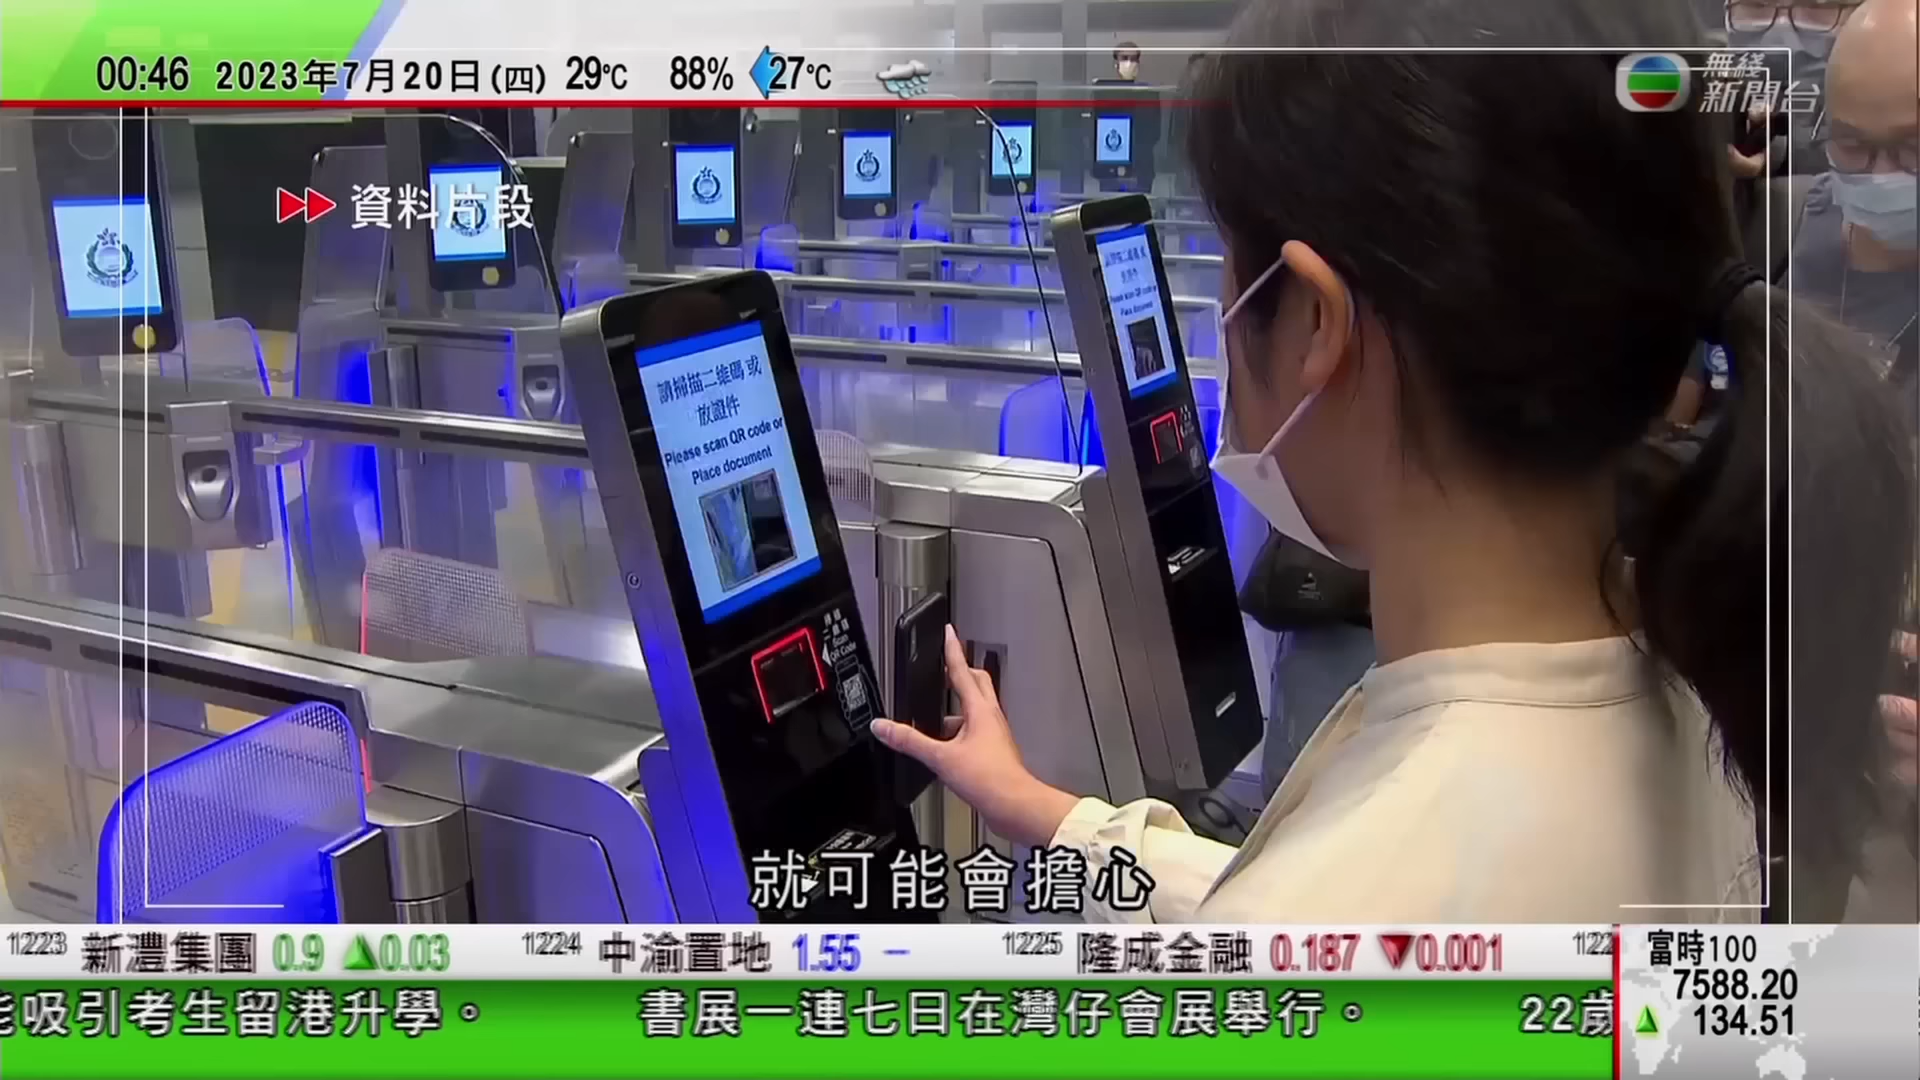 00:46 2023年7月20日(四) 29℃ 88% 27℃
無綫
新聞台
資料片段
請掃描二維碼 或
放證件
Please scan QR code or
Place document
Scan
QR Code
就可能會擔心
1223 新灃集團 0.9 ▲0.03 1224 中渝置地 1.55 – 1225 隆成金融 0.187 ▼0.001 122
能吸引考生留港升學。 書展一連七日在灣仔會展舉行。 22歲
富時100
7588.20
▲ 134.51